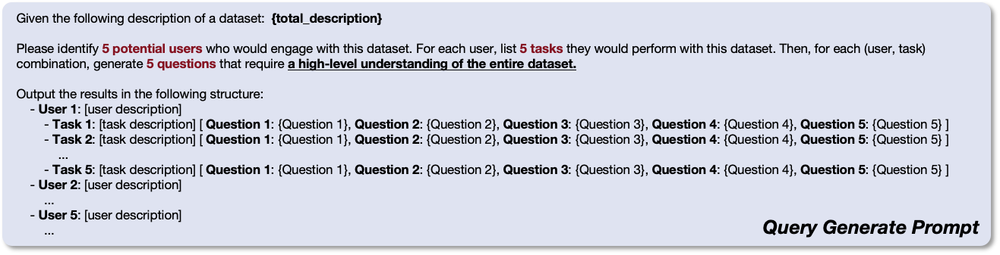 Given the following description of a dataset: {total_description}
Please identify 5 potential users who would engage with this dataset. For each user, list 5 tasks they would perform with this dataset. Then, for each (user, task)
combination, generate 5 questions that require a high-level understanding of the entire dataset.
Output the results in the following structure:
- User 1: [user description]
- Task 1: [task description] [ Question 1: {Question 1}, Question 2: {Question 2}, Question 3: {Question 3}, Question 4: {Question 4}, Question 5: {Question 5} ]
- Task 2: [task description] [ Question 1: {Question 1}, Question 2: {Question 2}, Question 3: {Question 3}, Question 4: {Question 4}, Question 5: {Question 5} ]
...
- Task 5: [task description] [ Question 1: {Question 1}, Question 2: {Question 2}, Question 3: {Question 3}, Question 4: {Question 4}, Question 5: {Question 5} ]
- User 2: [user description]
...
- User 5: [user description]
...
Query Generate Prompt